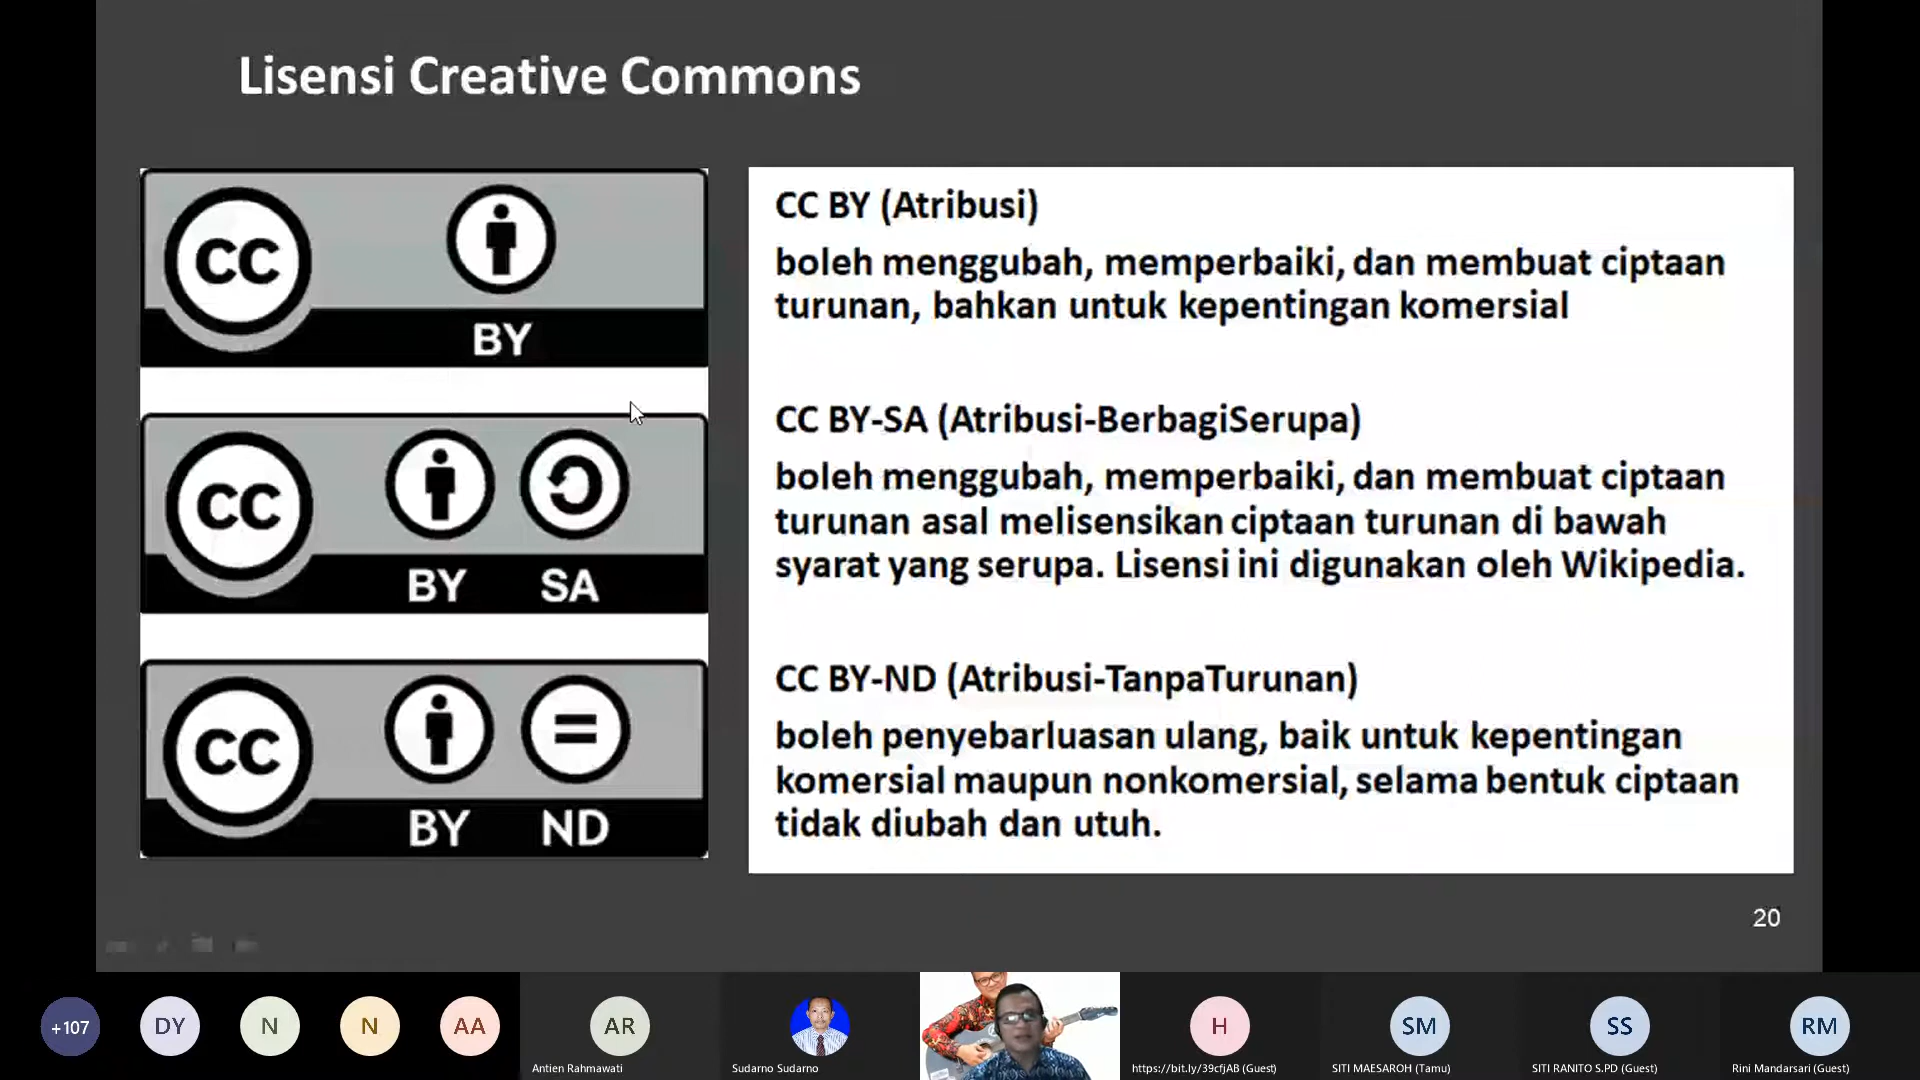 Lisensi Creative Commons
CC
BY
CC
BY SA
CC
BY ND
CC BY (Atribusi)
boleh menggubah, memperbaiki, dan membuat ciptaan
turunan, bahkan untuk kepentingan komersial
CC BY-SA (Atribusi-BerbagiSerupa)
boleh menggubah, memperbaiki, dan membuat ciptaan
turunan asal melisensikan ciptaan turunan di bawah
syarat yang serupa. Lisensi ini digunakan oleh Wikipedia.
CC BY-ND (Atribusi-TanpaTurunan)
boleh penyebarluasan ulang, baik untuk kepentingan
komersial maupun nonkomersial, selama bentuk ciptaan
tidak diubah dan utuh.
20
+107 DY N N AA AR H SM SS RM
Antien Rahmawati Sudarno Sudarno https://bit.ly/39cfjAB (Guest) SITI MAESAROH (Tamu) SITI RANITO S.PD (Guest) Rini Mandarsari (Guest)